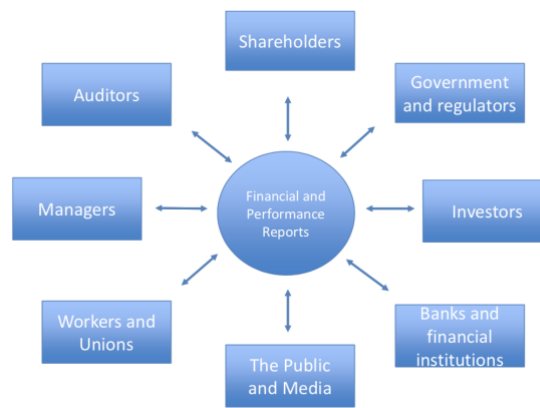 Shareholders
Auditors
Government
and regulators
Managers
Financial and
Performance
Reports
Investors
Workers and
Unions
Banks and
financial
institutions
The Public
and Media